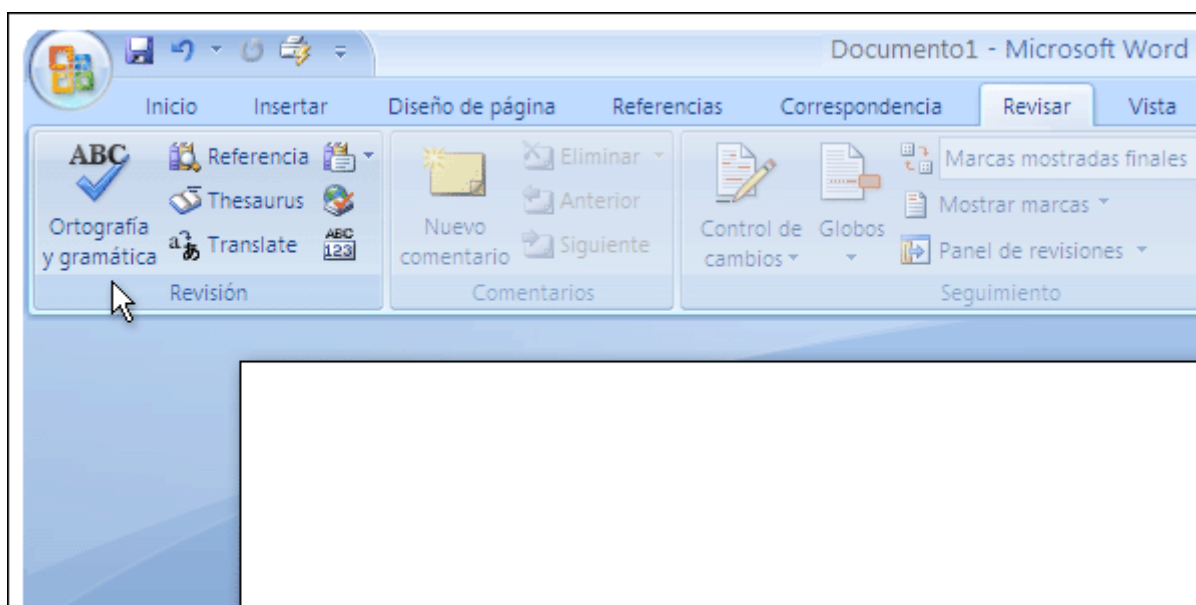 Documento1 - Microsoft Word
Inicio Insertar Diseño de página Referencias Correspondencia Revisar Vista
ABC
Ortografía
y gramática
Referencia
Thesaurus
Translate
ABC
123
Revisión
Nuevo
comentario
Eliminar
Anterior
Siguiente
Comentarios
Control de
cambios
Globos
Marcas mostradas finales
Mostrar marcas
Panel de revisiones
Seguimiento